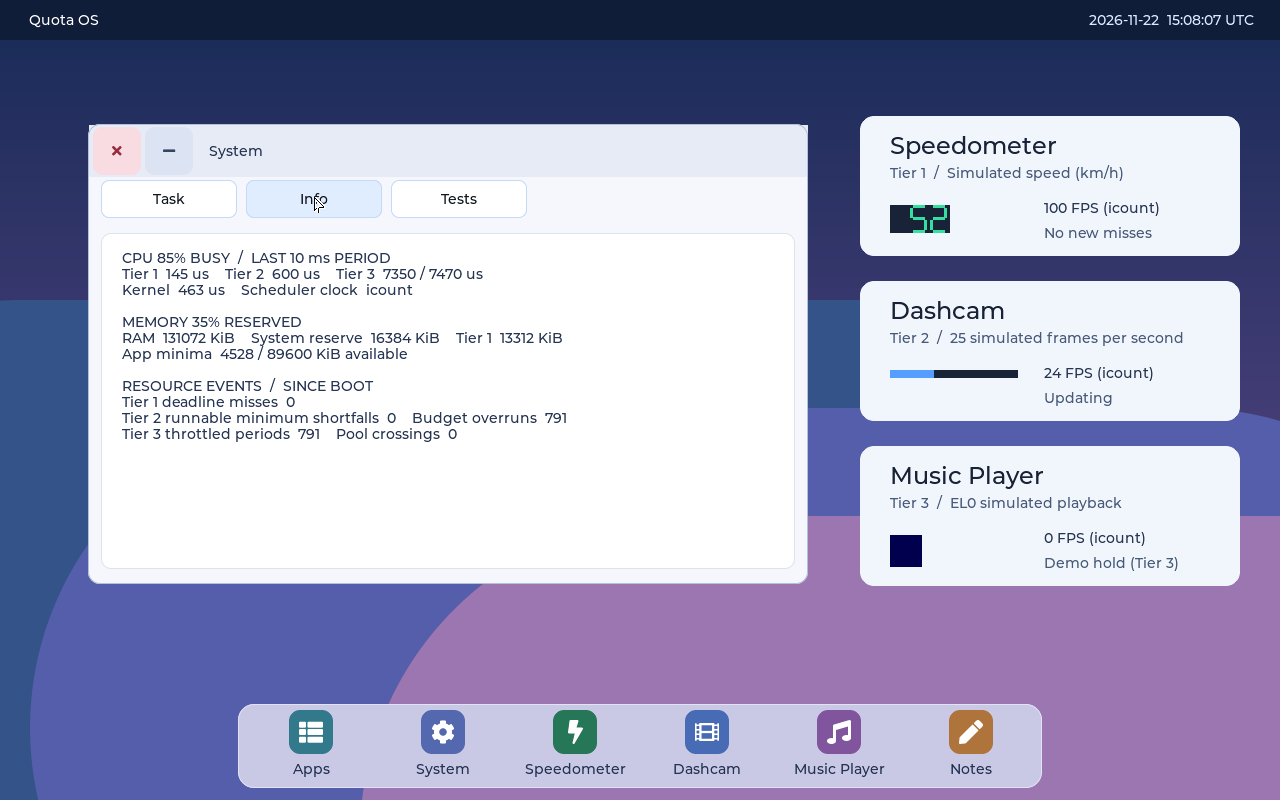 Quota OS
2026-11-22 15:08:07 UTC
System
Task
Info
Tests
CPU 85% BUSY / LAST 10 ms PERIOD
Tier 1 145 us Tier 2 600 us Tier 3 7350 / 7470 us
Kernel 463 us Scheduler clock icount
MEMORY 35% RESERVED
RAM 131072 KiB System reserve 16384 KiB Tier 1 13312 KiB
App minima 4528 / 89600 KiB available
RESOURCE EVENTS / SINCE BOOT
Tier 1 deadline misses 0
Tier 2 runnable minimum shortfalls 0 Budget overruns 791
Tier 3 throttled periods 791 Pool crossings 0
Speedometer
Tier 1 / Simulated speed (km/h)
52
100 FPS (icount)
No new misses
Dashcam
Tier 2 / 25 simulated frames per second
24 FPS (icount)
Updating
Music Player
Tier 3 / EL0 simulated playback
0 FPS (icount)
Demo hold (Tier 3)
Apps
System
Speedometer
Dashcam
Music Player
Notes